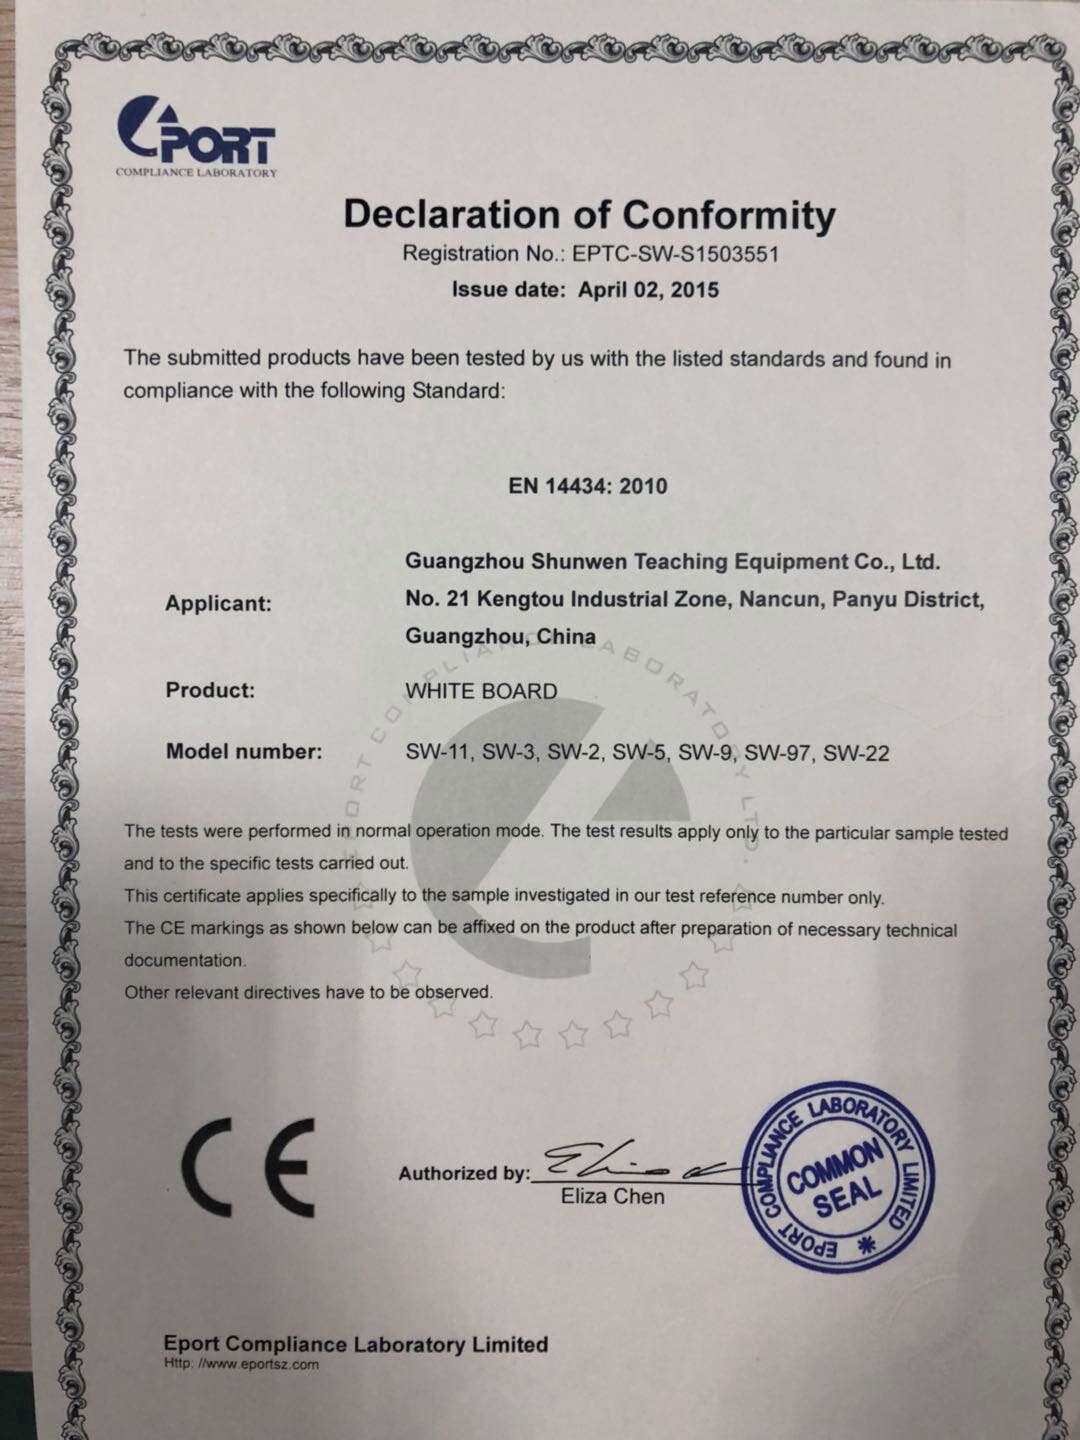 EPORT
COMPLIANCE LABORATORY
Declaration of Conformity
Registration No.: EPTC-SW-S1503551
Issue date: April 02, 2015
The submitted products have been tested by us with the listed standards and found in
compliance with the following Standard:
EN 14434: 2010
Guangzhou Shunwen Teaching Equipment Co., Ltd.
Applicant: No. 21 Kengtou Industrial Zone, Nancun, Panyu District,
Guangzhou, China
EPORT COMPLIANCE LABORATORY LTD.
Product: WHITE BOARD
Model number: SW-11, SW-3, SW-2, SW-5, SW-9, SW-97, SW-22
The tests were performed in normal operation mode. The test results apply only to the particular sample tested
and to the specific tests carried out.
This certificate applies specifically to the sample investigated in our test reference number only.
The CE markings as shown below can be affixed on the product after preparation of necessary technical
documentation.
Other relevant directives have to be observed.
CE
Authorized by:
Eliza Chen
EPORT COMPLIANCE LABORATORY LIMITED
COMMON
SEAL
Eport Compliance Laboratory Limited
Http: //www.eportsz.com